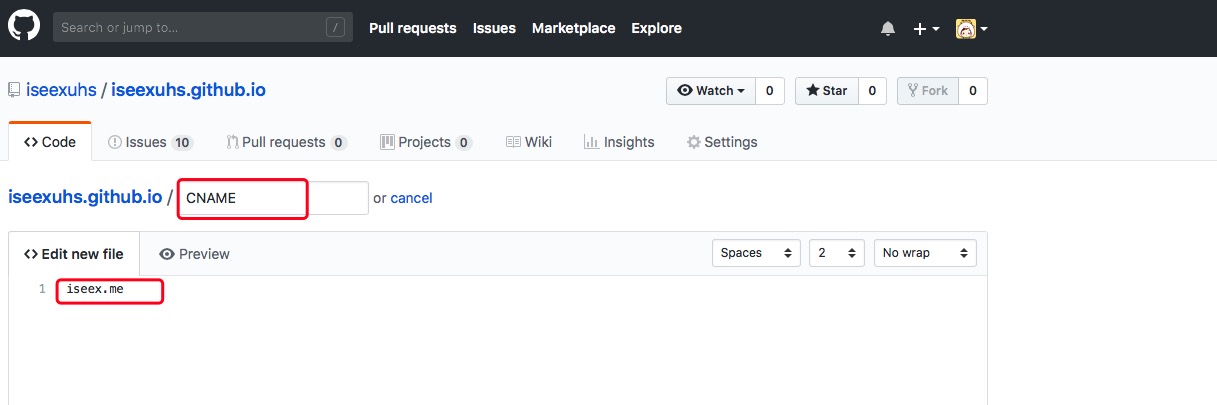 Search or jump to... / Pull requests Issues Marketplace Explore
iseexuhs / iseexuhs.github.io Watch 0 Star 0 Fork 0
Code Issues 10 Pull requests 0 Projects 0 Wiki Insights Settings
iseexuhs.github.io / CNAME or cancel
Edit new file Preview Spaces 2 No wrap
1 iseex.me